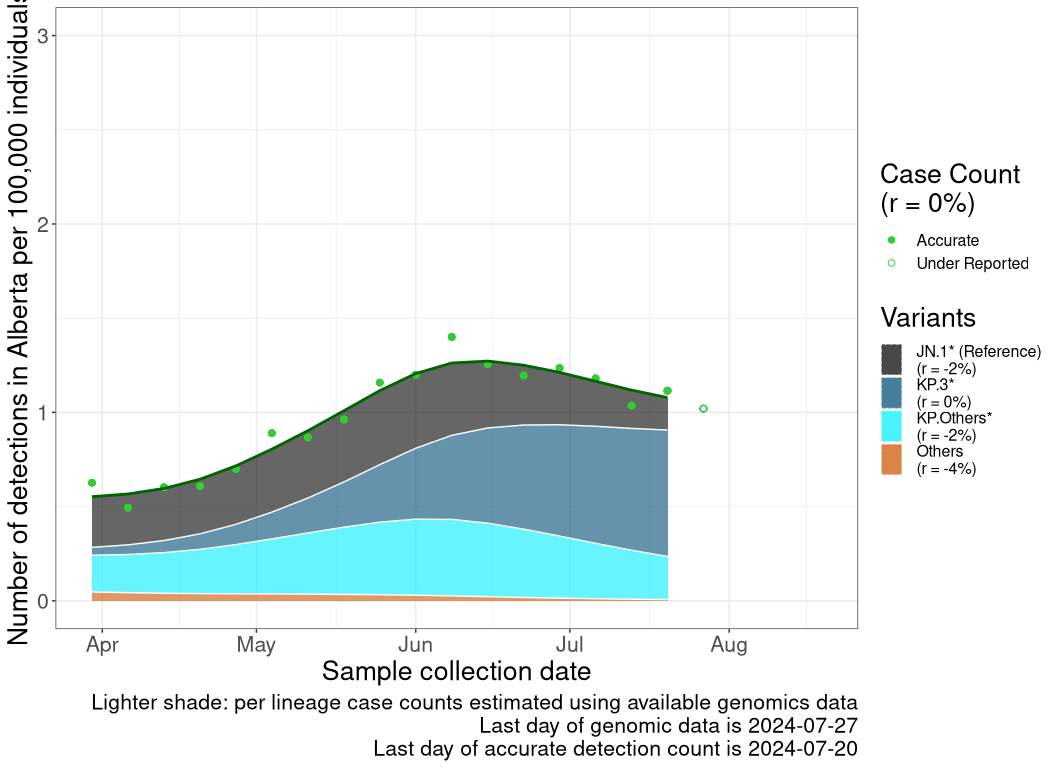 Number of detections in Alberta per 100,000 individuals
3
2
1
0
Apr
May
Jun
Jul
Aug
Sample collection date
Lighter shade: per lineage case counts estimated using available genomics data
Last day of genomic data is 2024-07-27
Last day of accurate detection count is 2024-07-20
Case Count
(r = 0%)
Accurate
Under Reported
Variants
JN.1* (Reference)
(r = -2%)
KP.3*
(r = 0%)
KP.Others*
(r = -2%)
Others
(r = -4%)